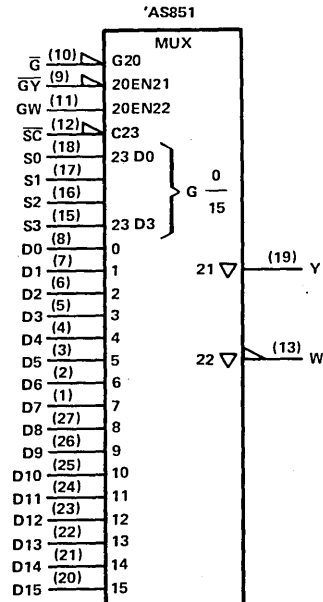 'AS851
MUX
G̅ (10) G20
G̅Y̅ (9) 20EN21
GW (11) 20EN22
S̅C̅ (12) C23
S0 (18) 23 D0
S1 (17)
S2 (16)
S3 (15) 23 D3
G 0
15
D0 (8) 0
D1 (7) 1
D2 (6) 2
D3 (5) 3
D4 (4) 4
D5 (3) 5
D6 (2) 6
D7 (1) 7
D8 (27) 8
D9 (26) 9
D10 (25) 10
D11 (24) 11
D12 (23) 12
D13 (22) 13
D14 (21) 14
D15 (20) 15
21 ▽ (19) Y
22 ▽ (13) W